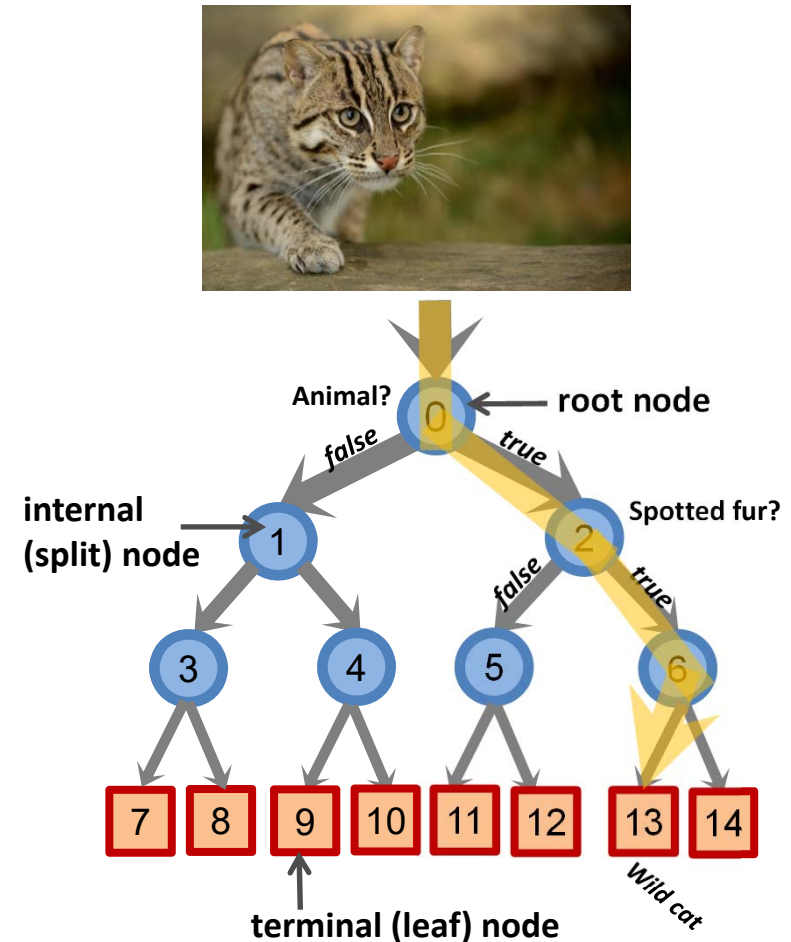 Animal?
0
root node
false
true
internal
(split) node
1
2
Spotted fur?
false
true
3
4
5
6
7
8
9
10
11
12
13
14
Wild cat
terminal (leaf) node